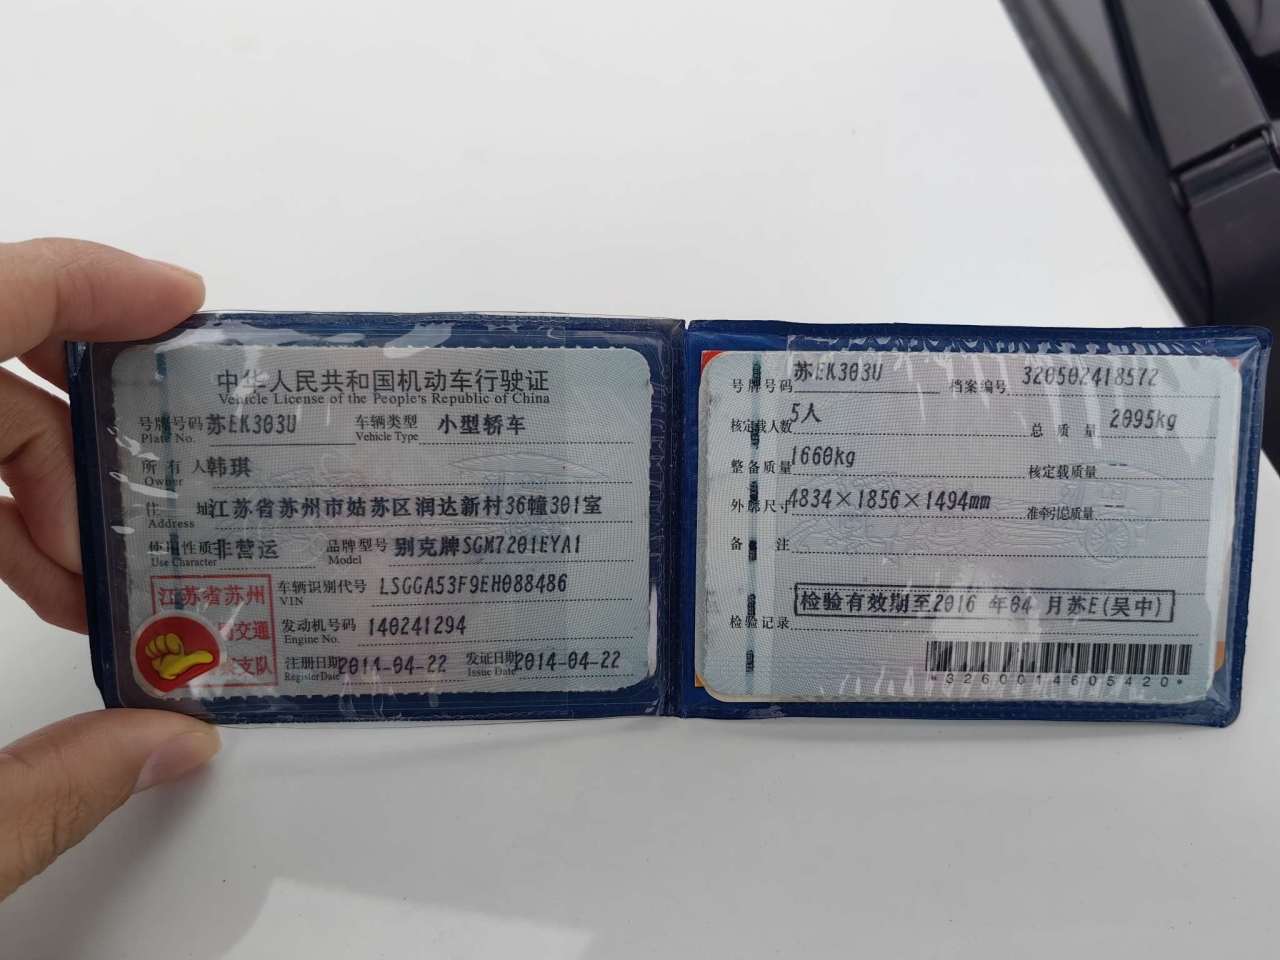 中华人民共和国机动车行驶证
Vehicle License of the People's Republic of China
号牌号码 苏EK303U 车辆类型 小型轿车
Plate No. Vehicle Type
所有人 韩琪
Owner
住址 江苏省苏州市姑苏区润达新村36幢301室
Address
使用性质 非营运 品牌型号 别克牌SGM7201EYA1
Use Character Model
江苏省苏州
交通
支队
车辆识别代号 LSGGA53F9EH088486
VIN
发动机号码 140241294
Engine No.
注册日期 2014-04-22 发证日期 2014-04-22
Register Date Issue Date
号牌号码 苏EK303U 档案编号 320502418572
核定载人数 5人 总质量 2095kg
整备质量 1660kg 核定载质量 --
外廓尺寸 4834×1856×1494mm 准牵引总质量 --
备注
检验有效期至2016 年04 月苏E(吴中)
检验记录
*3260014605420*